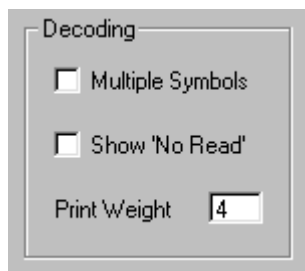 Decoding
Multiple Symbols
Show 'No Read'
Print Weight 4